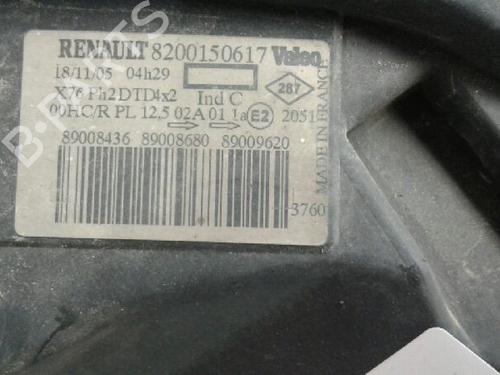 RENAULT 8200150617 Valeo
18/11/05 04h29
X76 Ph2 DTD4x2 Ind C
287
00HC/R PL 12,5 02A 01 1a E2 2051
89008436 89008680 89009620
3760
MADE IN FRANCE